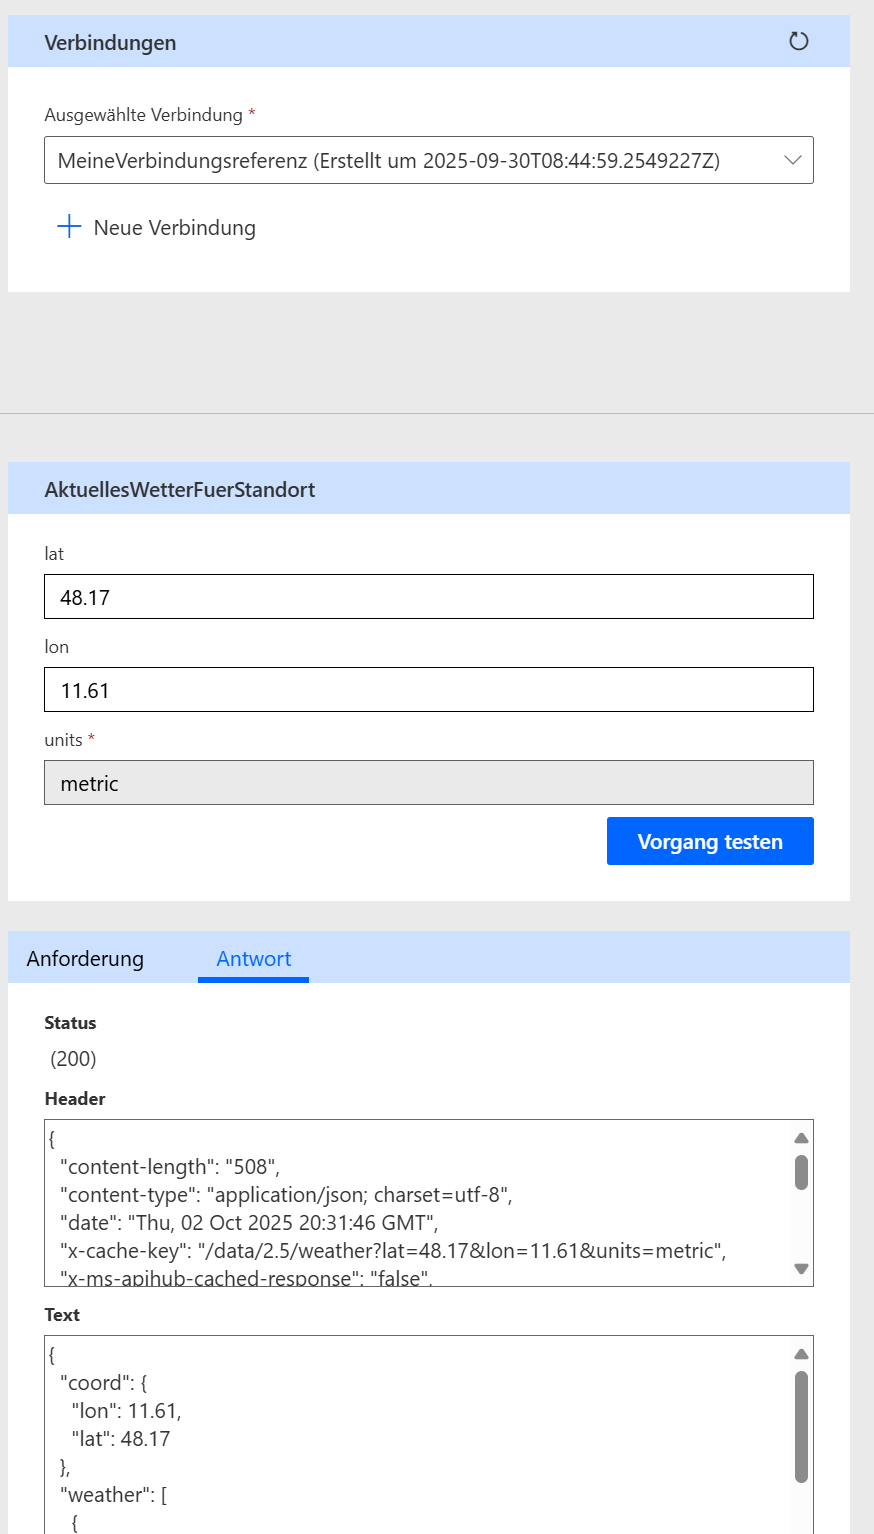 Verbindungen
Ausgewählte Verbindung *
MeineVerbindungsreferenz (Erstellt um 2025-09-30T08:44:59.2549227Z)
Neue Verbindung
AktuellesWetterFuerStandort
lat
48.17
lon
11.61
units *
metric
Vorgang testen
Anforderung Antwort
Status
(200)
Header
{
"content-length": "508",
"content-type": "application/json; charset=utf-8",
"date": "Thu, 02 Oct 2025 20:31:46 GMT",
"x-cache-key": "/data/2.5/weather?lat=48.17&lon=11.61&units=metric",
"x-ms-apihub-cached-response": "false",
Text
{
"coord": {
"lon": 11.61,
"lat": 48.17
},
"weather": [
{